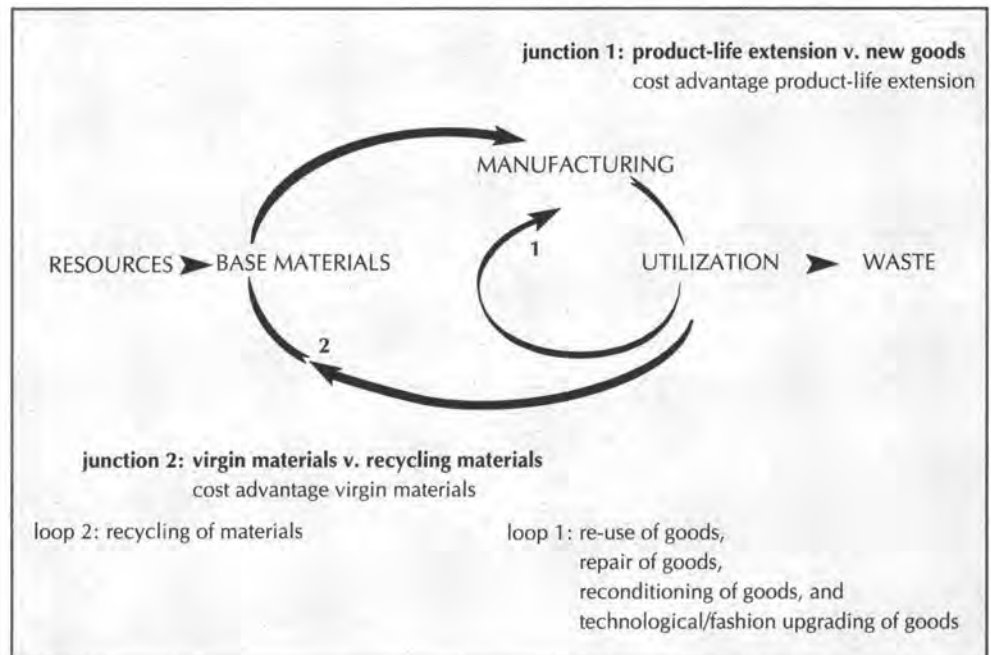 junction 1: product-life extension v. new goods
cost advantage product-life extension
MANUFACTURING
1
RESOURCES BASE MATERIALS
UTILIZATION
WASTE
2
junction 2: virgin materials v. recycling materials
cost advantage virgin materials
loop 2: recycling of materials
loop 1: re-use of goods,
repair of goods,
reconditioning of goods, and
technological/fashion upgrading of goods